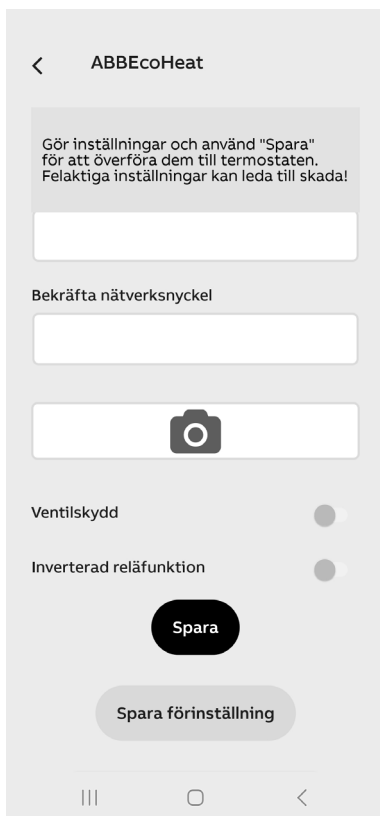 ABBEcoHeat
Gör inställningar och använd "Spara"
för att överföra dem till termostaten.
Felaktiga inställningar kan leda till skada!
Bekräfta nätverksnyckel
Ventilskydd
Inverterad reläfunktion
Spara
Spara förinställning